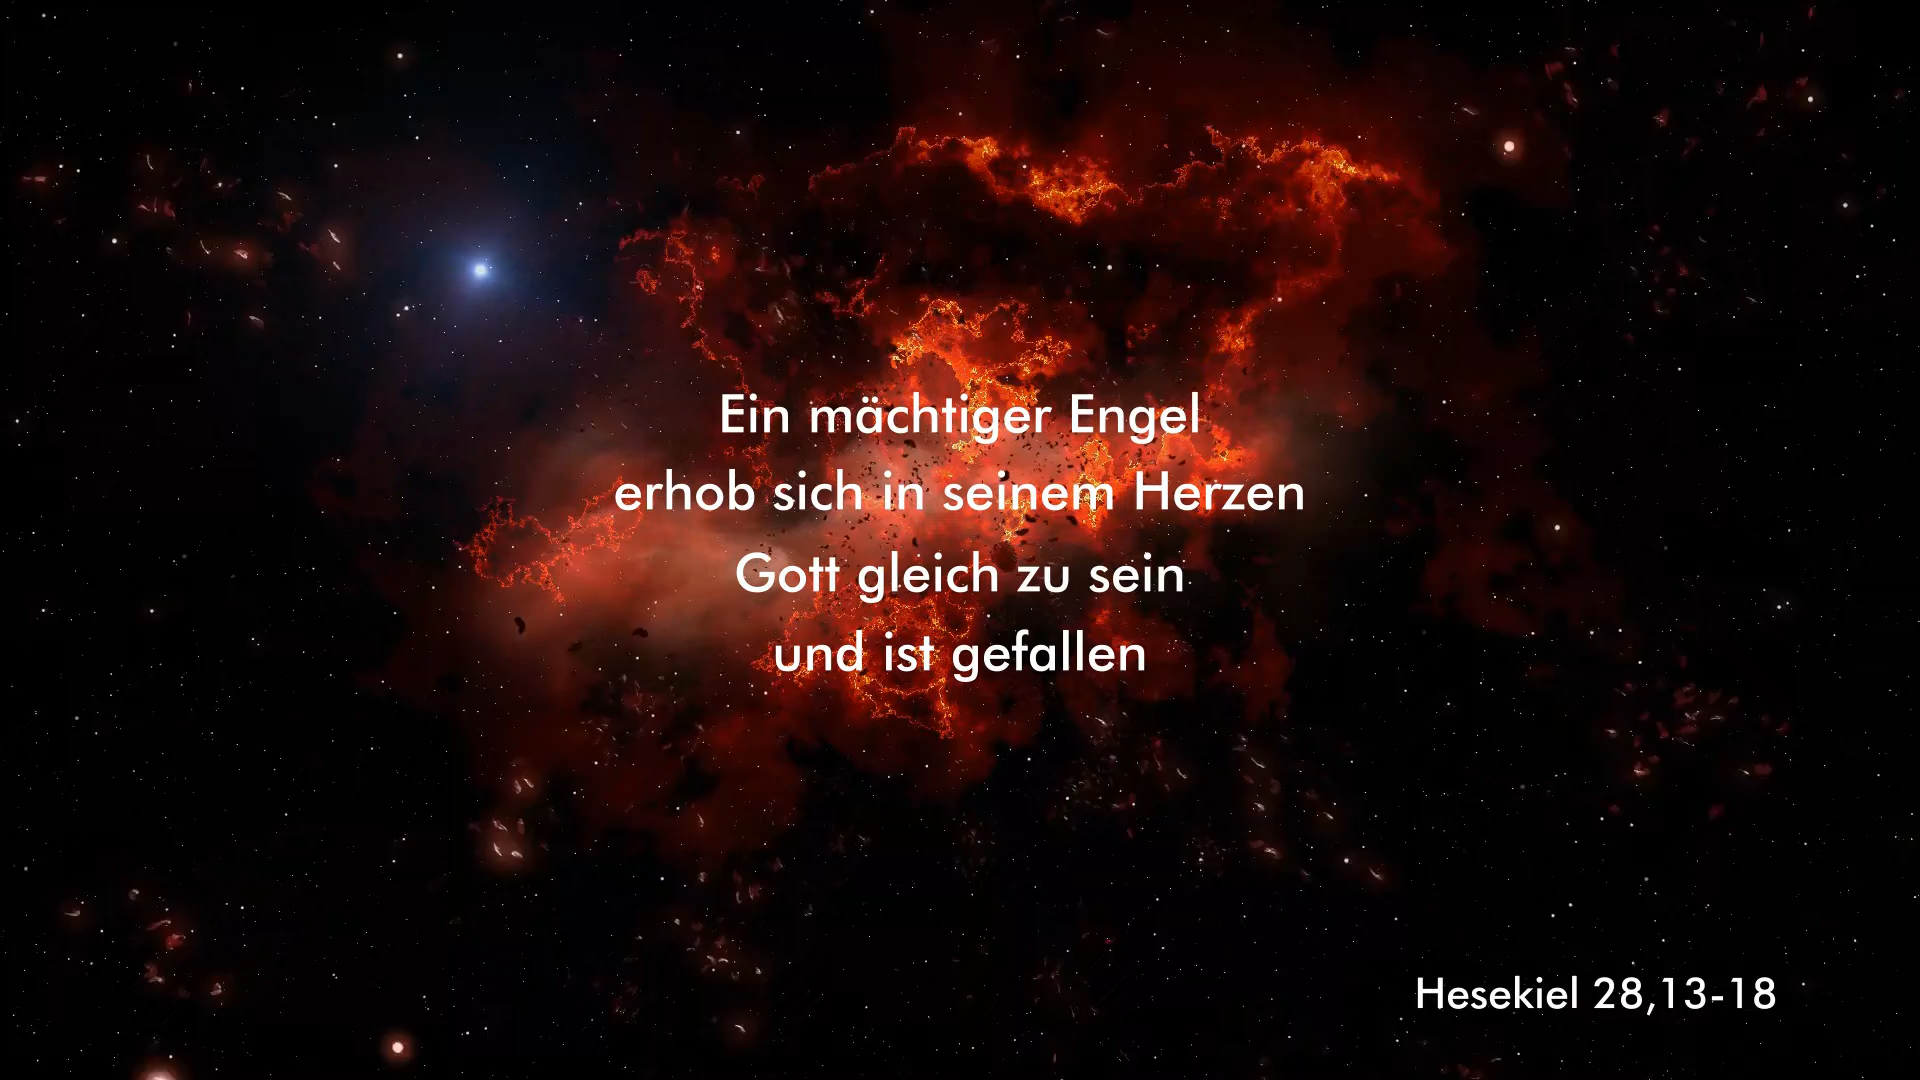 Ein mächtiger Engel
erhob sich in seinem Herzen
Gott gleich zu sein
und ist gefallen
Hesekiel 28,13-18